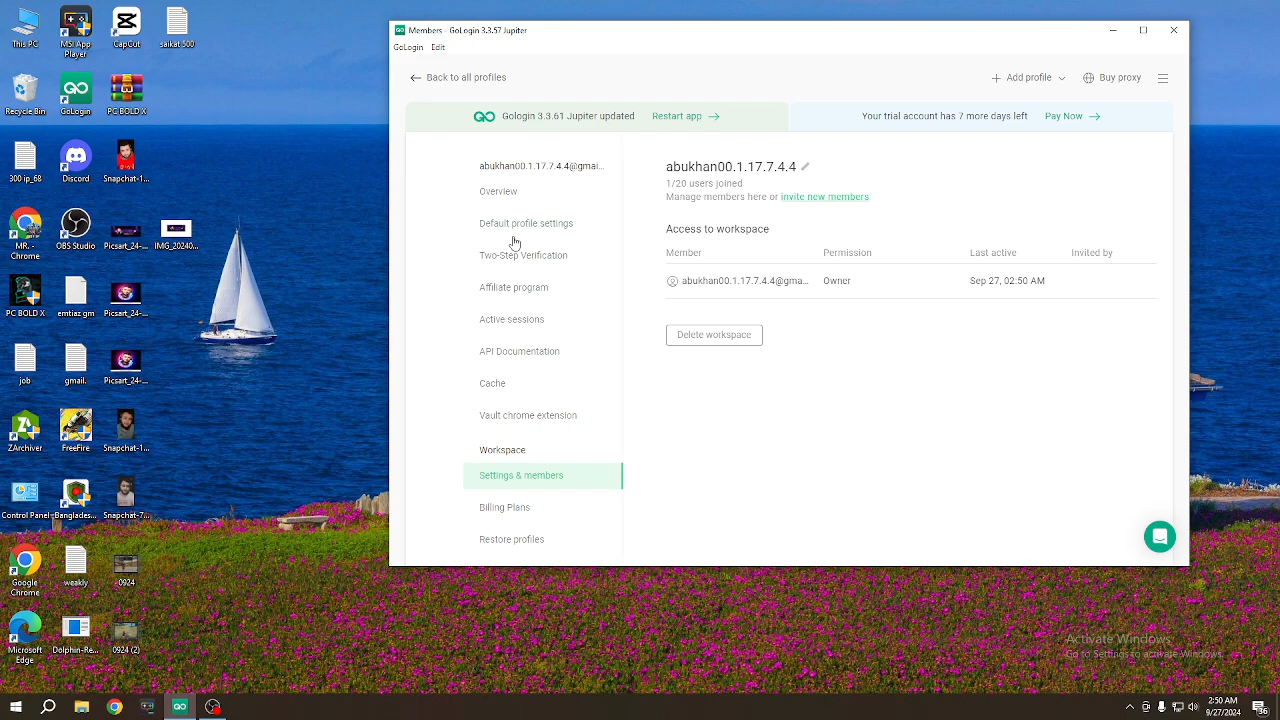 This PC
MSI App
Player
CapCut
saikat500
Recycle Bin
GoLogin
PC BOT X
300 gmail
Discord
Snapchat-1...
MR-
Chrome
OBS Studio
Picsart_24-...
IMG_20240...
PC BOT X
Picsart_24-...
job
Picsart_24-...
ZArchiver
FreeFire
Snapchat-1...
Control Panel
Banglades...
Snapchat-7...
Google
Chrome
weakly
0924
Microsoft
Edge
Dolphin-Re...
0924 (2)
GO
Members - GoLogin 3.3.57 Jupiter
GoLogin Edit
Back to all profiles
Add profile
Buy proxy
Gologin 3.3.61 Jupiter updated Restart app
Your trial account has 7 more days left Pay Now
abukhan00.1.17.7.4.4@gmai...
Overview
Default profile settings
Two-Step Verification
Affiliate program
Active sessions
API Documentation
Cache
Vault chrome extension
Workspace
Settings & members
Billing Plans
Restore profiles
abukhan00.1.17.7.4.4
1/20 users joined
Manage members here or invite new members
Access to workspace
Member Permission Last active Invited by
abukhan00.1.17.7.4.4@gma... Owner Sep 27, 02:50 AM
Delete workspace
Activate Windows
Go to Settings to activate Windows.
GO
2:50 AM
9/27/2024